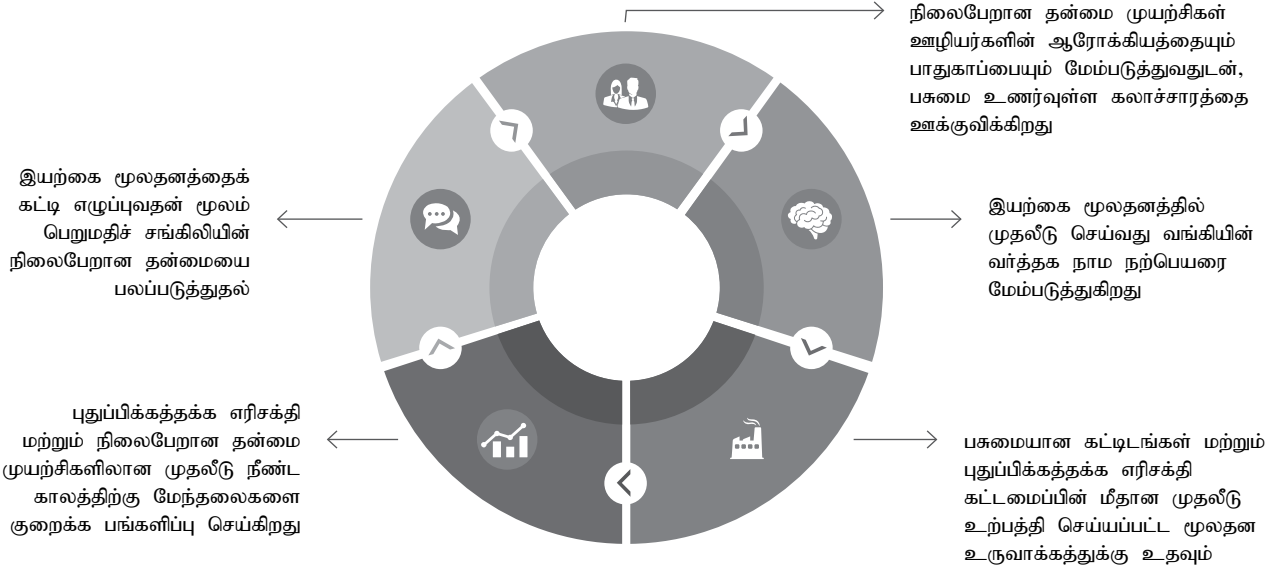 நிலைபேறான தன்மை முயற்சிகள்
ஊழியர்களின் ஆரோக்கியத்தையும்
பாதுகாப்பையும் மேம்படுத்துவதுடன்,
பசுமை உணர்வுள்ள கலாச்சாரத்தை
ஊக்குவிக்கிறது
இயற்கை மூலதனத்தில்
முதலீடு செய்வது வங்கியின்
வர்த்தக நாம நற்பெயரை
மேம்படுத்துகிறது
பசுமையான கட்டிடங்கள் மற்றும்
புதுப்பிக்கத்தக்க எரிசக்தி
கட்டமைப்பின் மீதான முதலீடு
உற்பத்தி செய்யப்பட்ட மூலதன
உருவாக்கத்துக்கு உதவும்
புதுப்பிக்கத்தக்க எரிசக்தி
மற்றும் நிலைபேறான தன்மை
முயற்சிகளிலான முதலீடு நீண்ட
காலத்திற்கு மேந்தலைகளை
குறைக்க பங்களிப்பு செய்கிறது
இயற்கை மூலதனத்தைக்
கட்டி எழுப்புவதன் மூலம்
பெறுமதிச் சங்கிலியின்
நிலைபேறான தன்மையை
பலப்படுத்துதல்